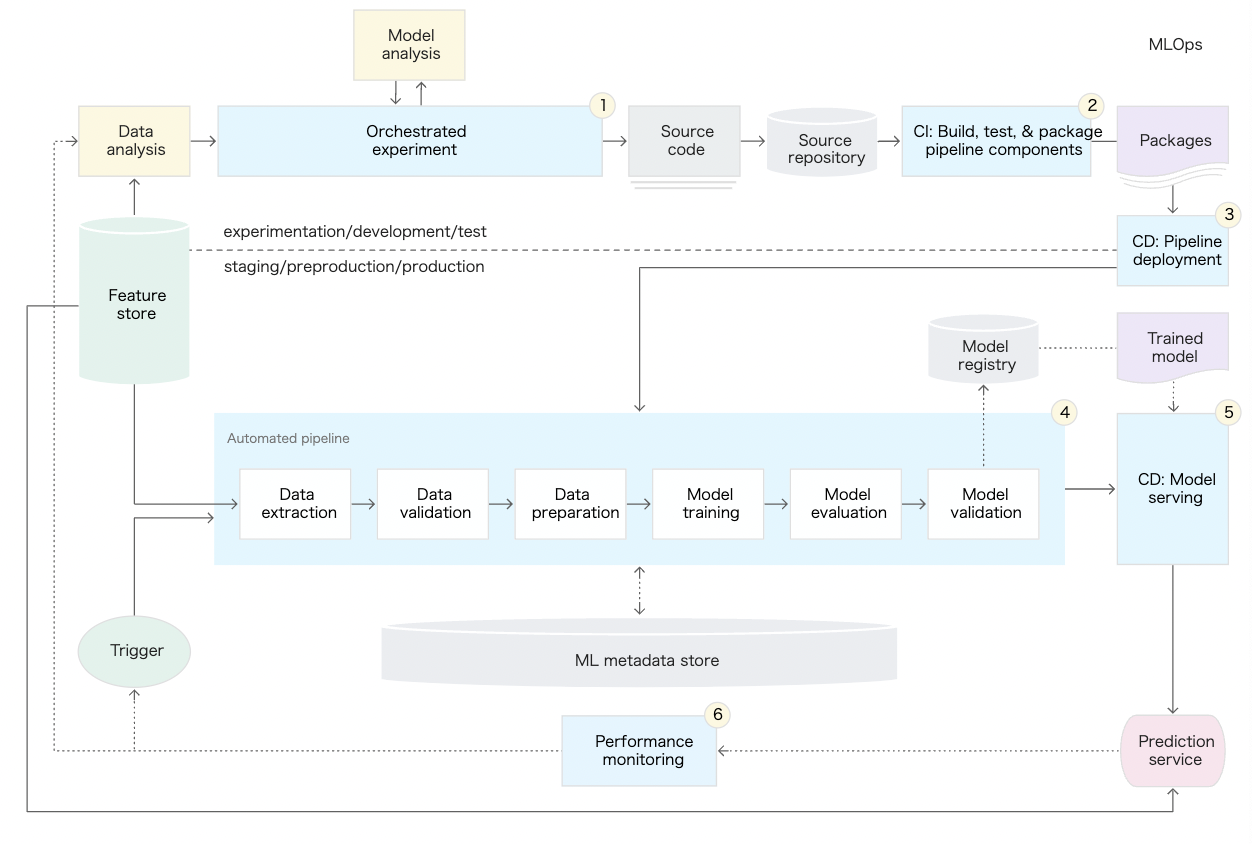 Model
analysis
MLOps
1
2
Data
analysis
Orchestrated
experiment
Source
code
Source
repository
CI: Build, test, & package
pipeline components
Packages
3
experimentation/development/test
staging/preproduction/production
CD: Pipeline
deployment
Feature
store
Model
registry
Trained
model
4
5
Automated pipeline
Data
extraction
Data
validation
Data
preparation
Model
training
Model
evaluation
Model
validation
CD: Model
serving
Trigger
ML metadata store
6
Performance
monitoring
Prediction
service